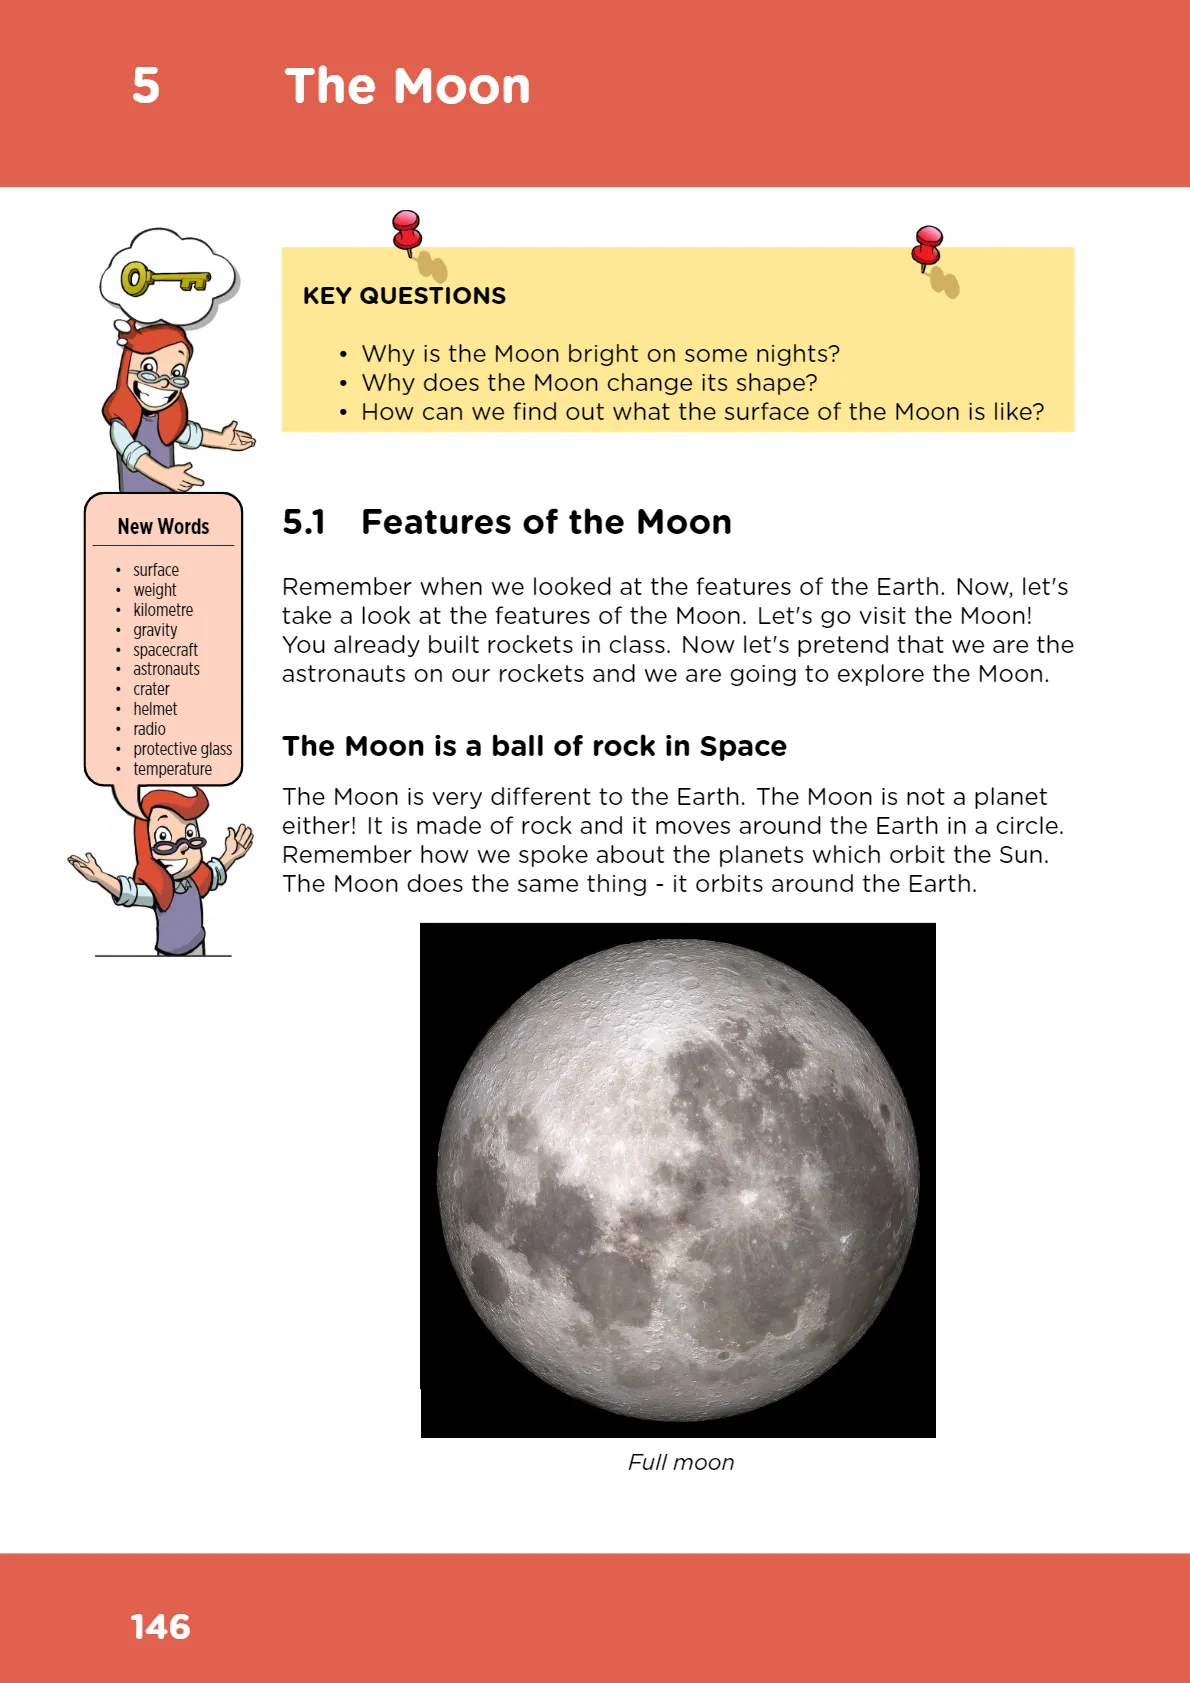 5 The Moon
KEY QUESTIONS
• Why is the Moon bright on some nights?
• Why does the Moon change its shape?
• How can we find out what the surface of the Moon is like?
New Words
• surface
• weight
• kilometre
• gravity
• spacecraft
• astronauts
• crater
• helmet
• radio
• protective glass
• temperature
5.1 Features of the Moon
Remember when we looked at the features of the Earth. Now, let's
take a look at the features of the Moon. Let's go visit the Moon!
You already built rockets in class. Now let's pretend that we are the
astronauts on our rockets and we are going to explore the Moon.
The Moon is a ball of rock in Space
The Moon is very different to the Earth. The Moon is not a planet
either! It is made of rock and it moves around the Earth in a circle.
Remember how we spoke about the planets which orbit the Sun.
The Moon does the same thing - it orbits around the Earth.
Full moon
146